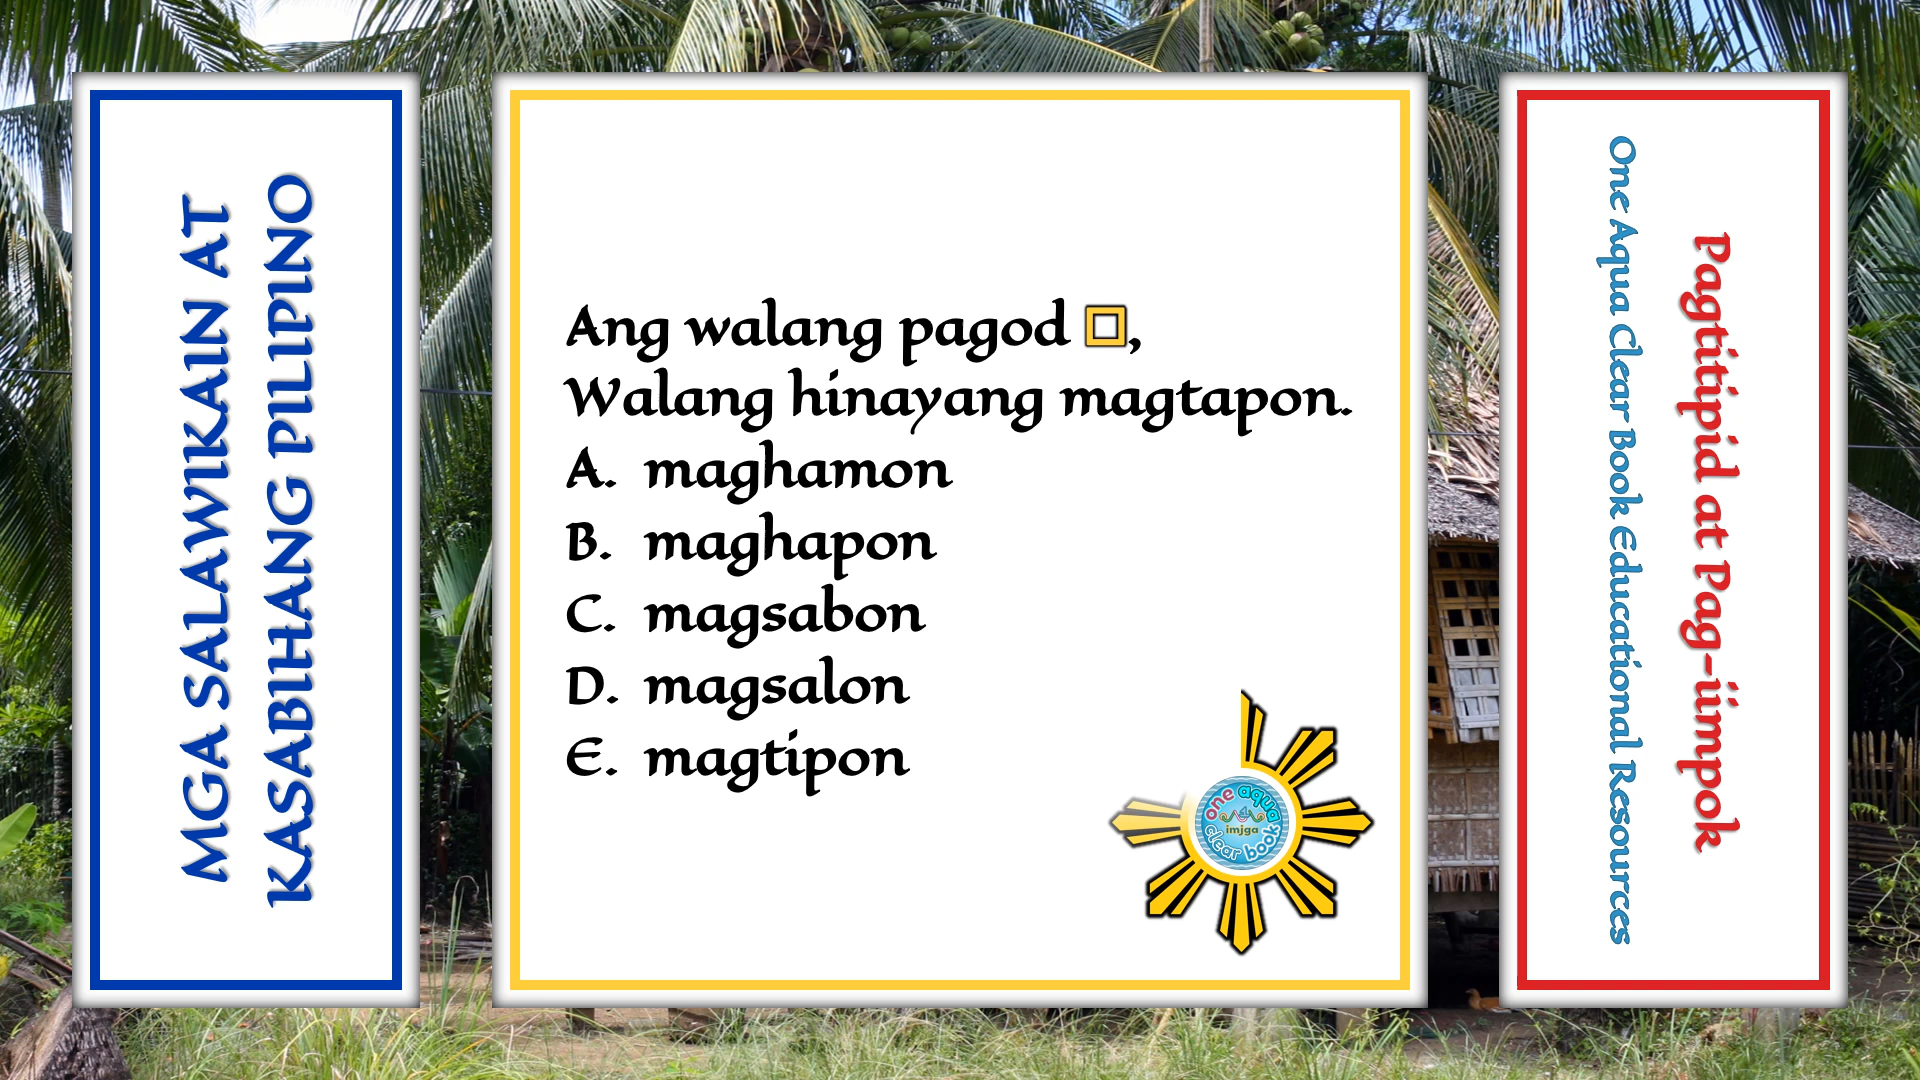 MGA SALAWIKAIN AT
KASABIHANG PILIPINO
Ang walang pagod □,
Walang hinayang magtapon.
A. maghamon
B. maghapon
C. magsabon
D. magsalon
E. magtipon
one aqua
imjga
clear book
Pagtitipid at Pag-iimpok
One Aqua Clear Book Educational Resources